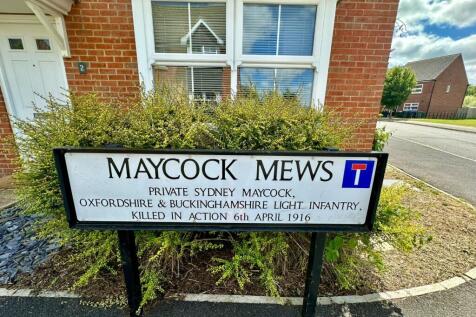 2
MAYCOCK MEWS
PRIVATE SYDNEY MAYCOCK,
OXFORDSHIRE & BUCKINGHAMSHIRE LIGHT INFANTRY,
KILLED IN ACTION 6th APRIL 1916